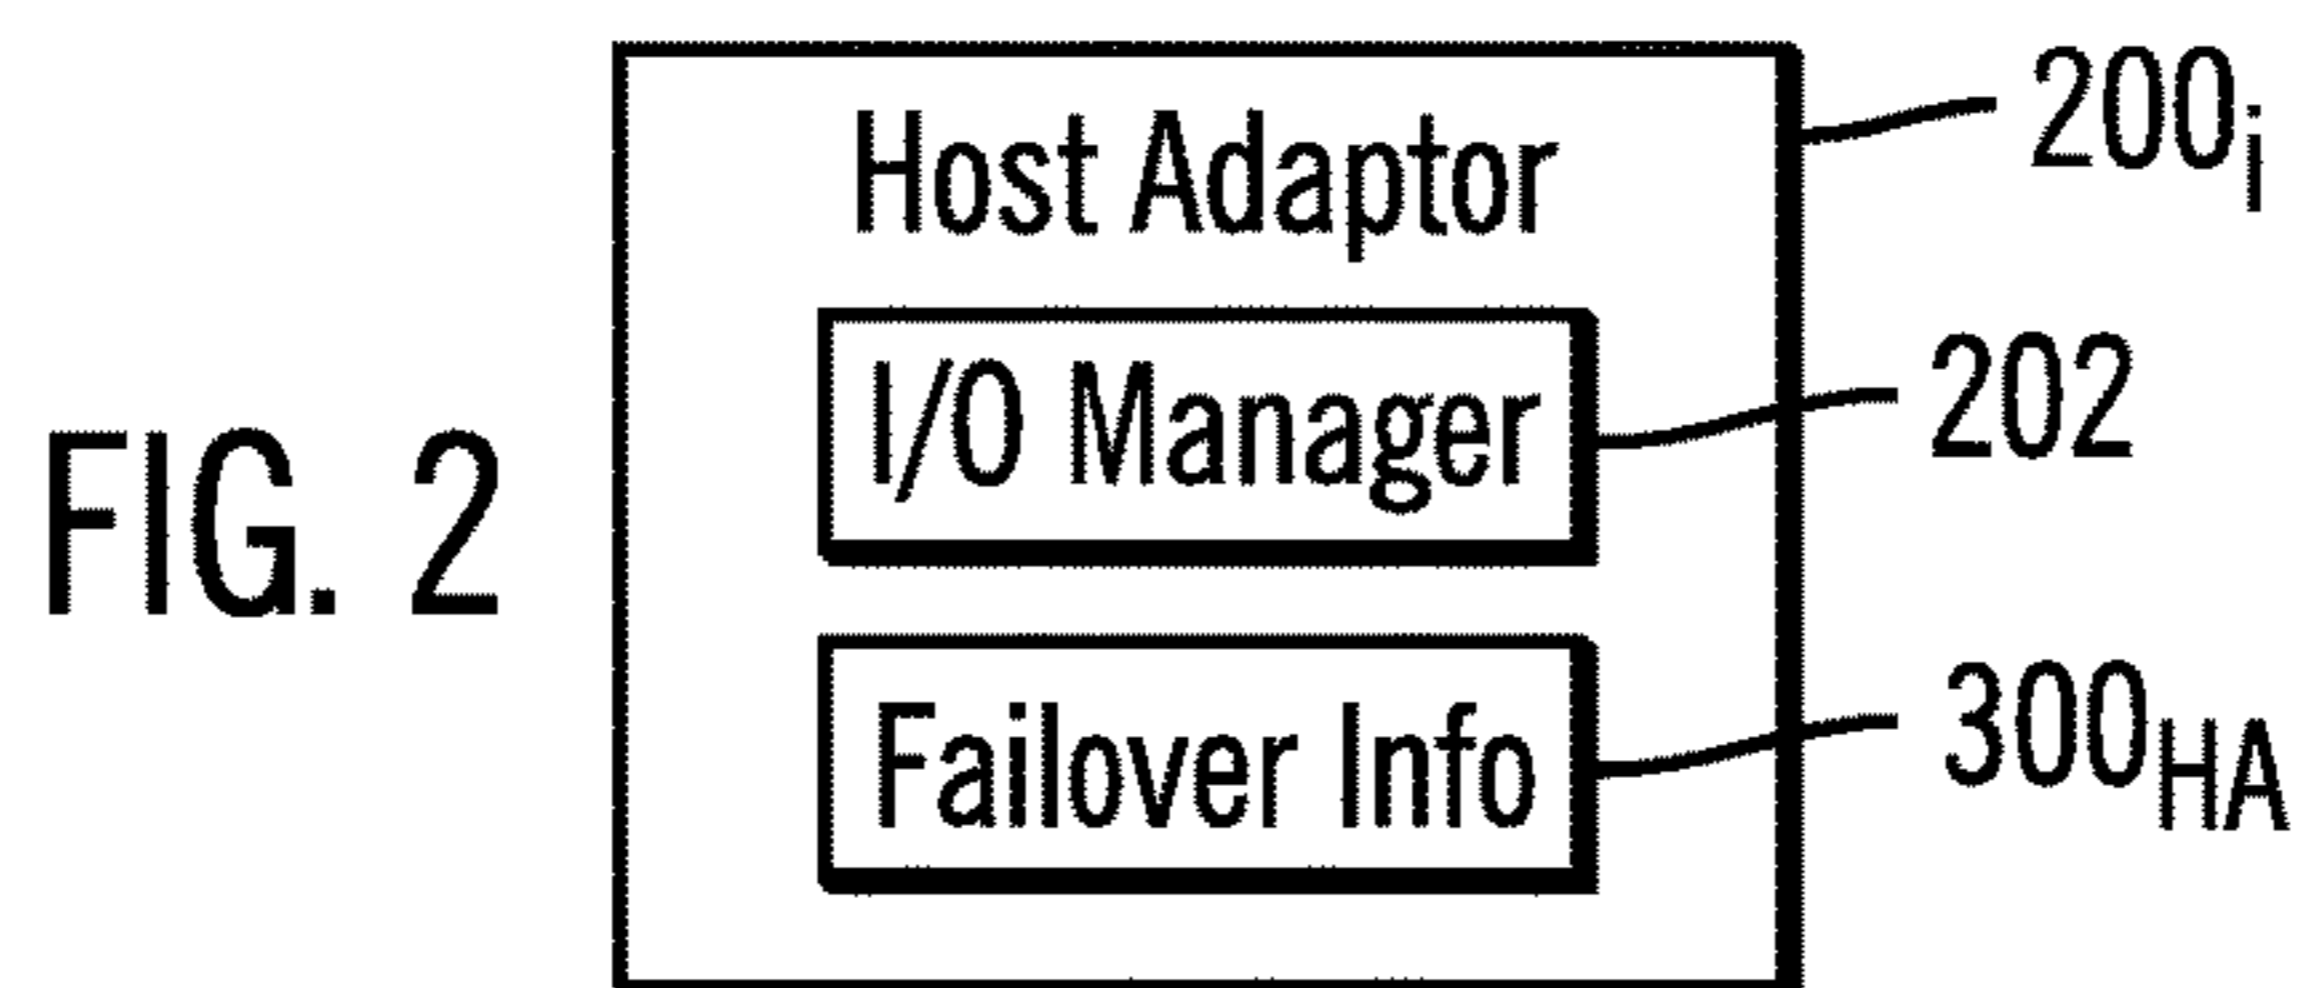 Host Adaptor
200i
I/O Manager
202
FIG. 2
Failover Info
300HA